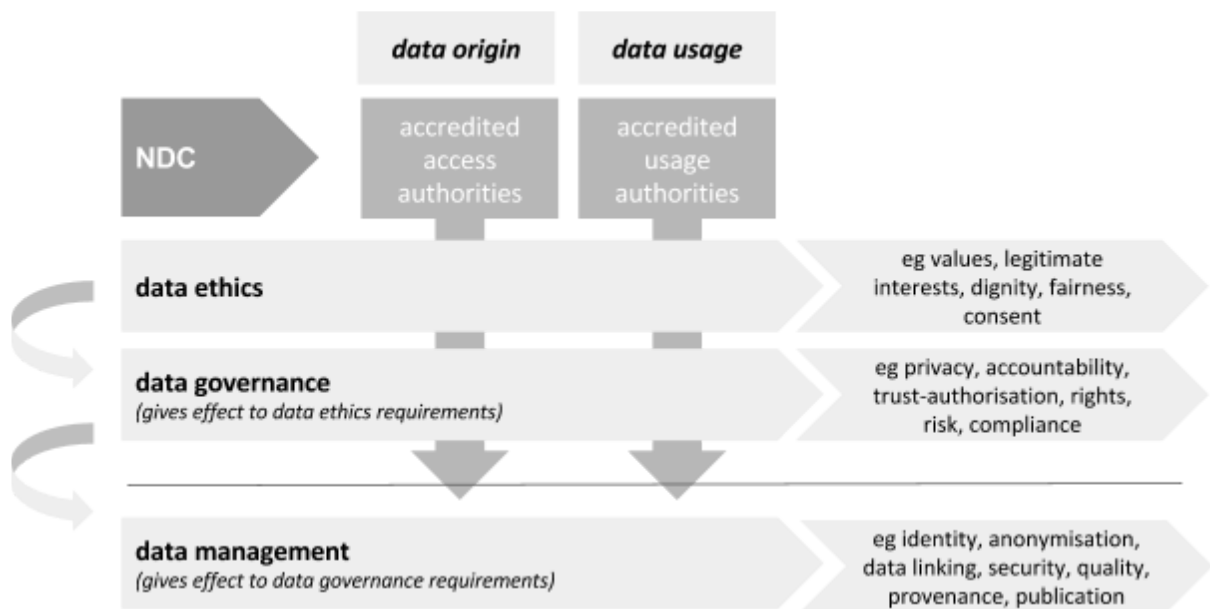 data origin
data usage
NDC
accredited
access
authorities
accredited
usage
authorities
data ethics
eg values, legitimate
interests, dignity, fairness,
consent
data governance
(gives effect to data ethics requirements)
eg privacy, accountability,
trust-authorisation, rights,
risk, compliance
data management
(gives effect to data governance requirements)
eg identity, anonymisation,
data linking, security, quality,
provenance, publication